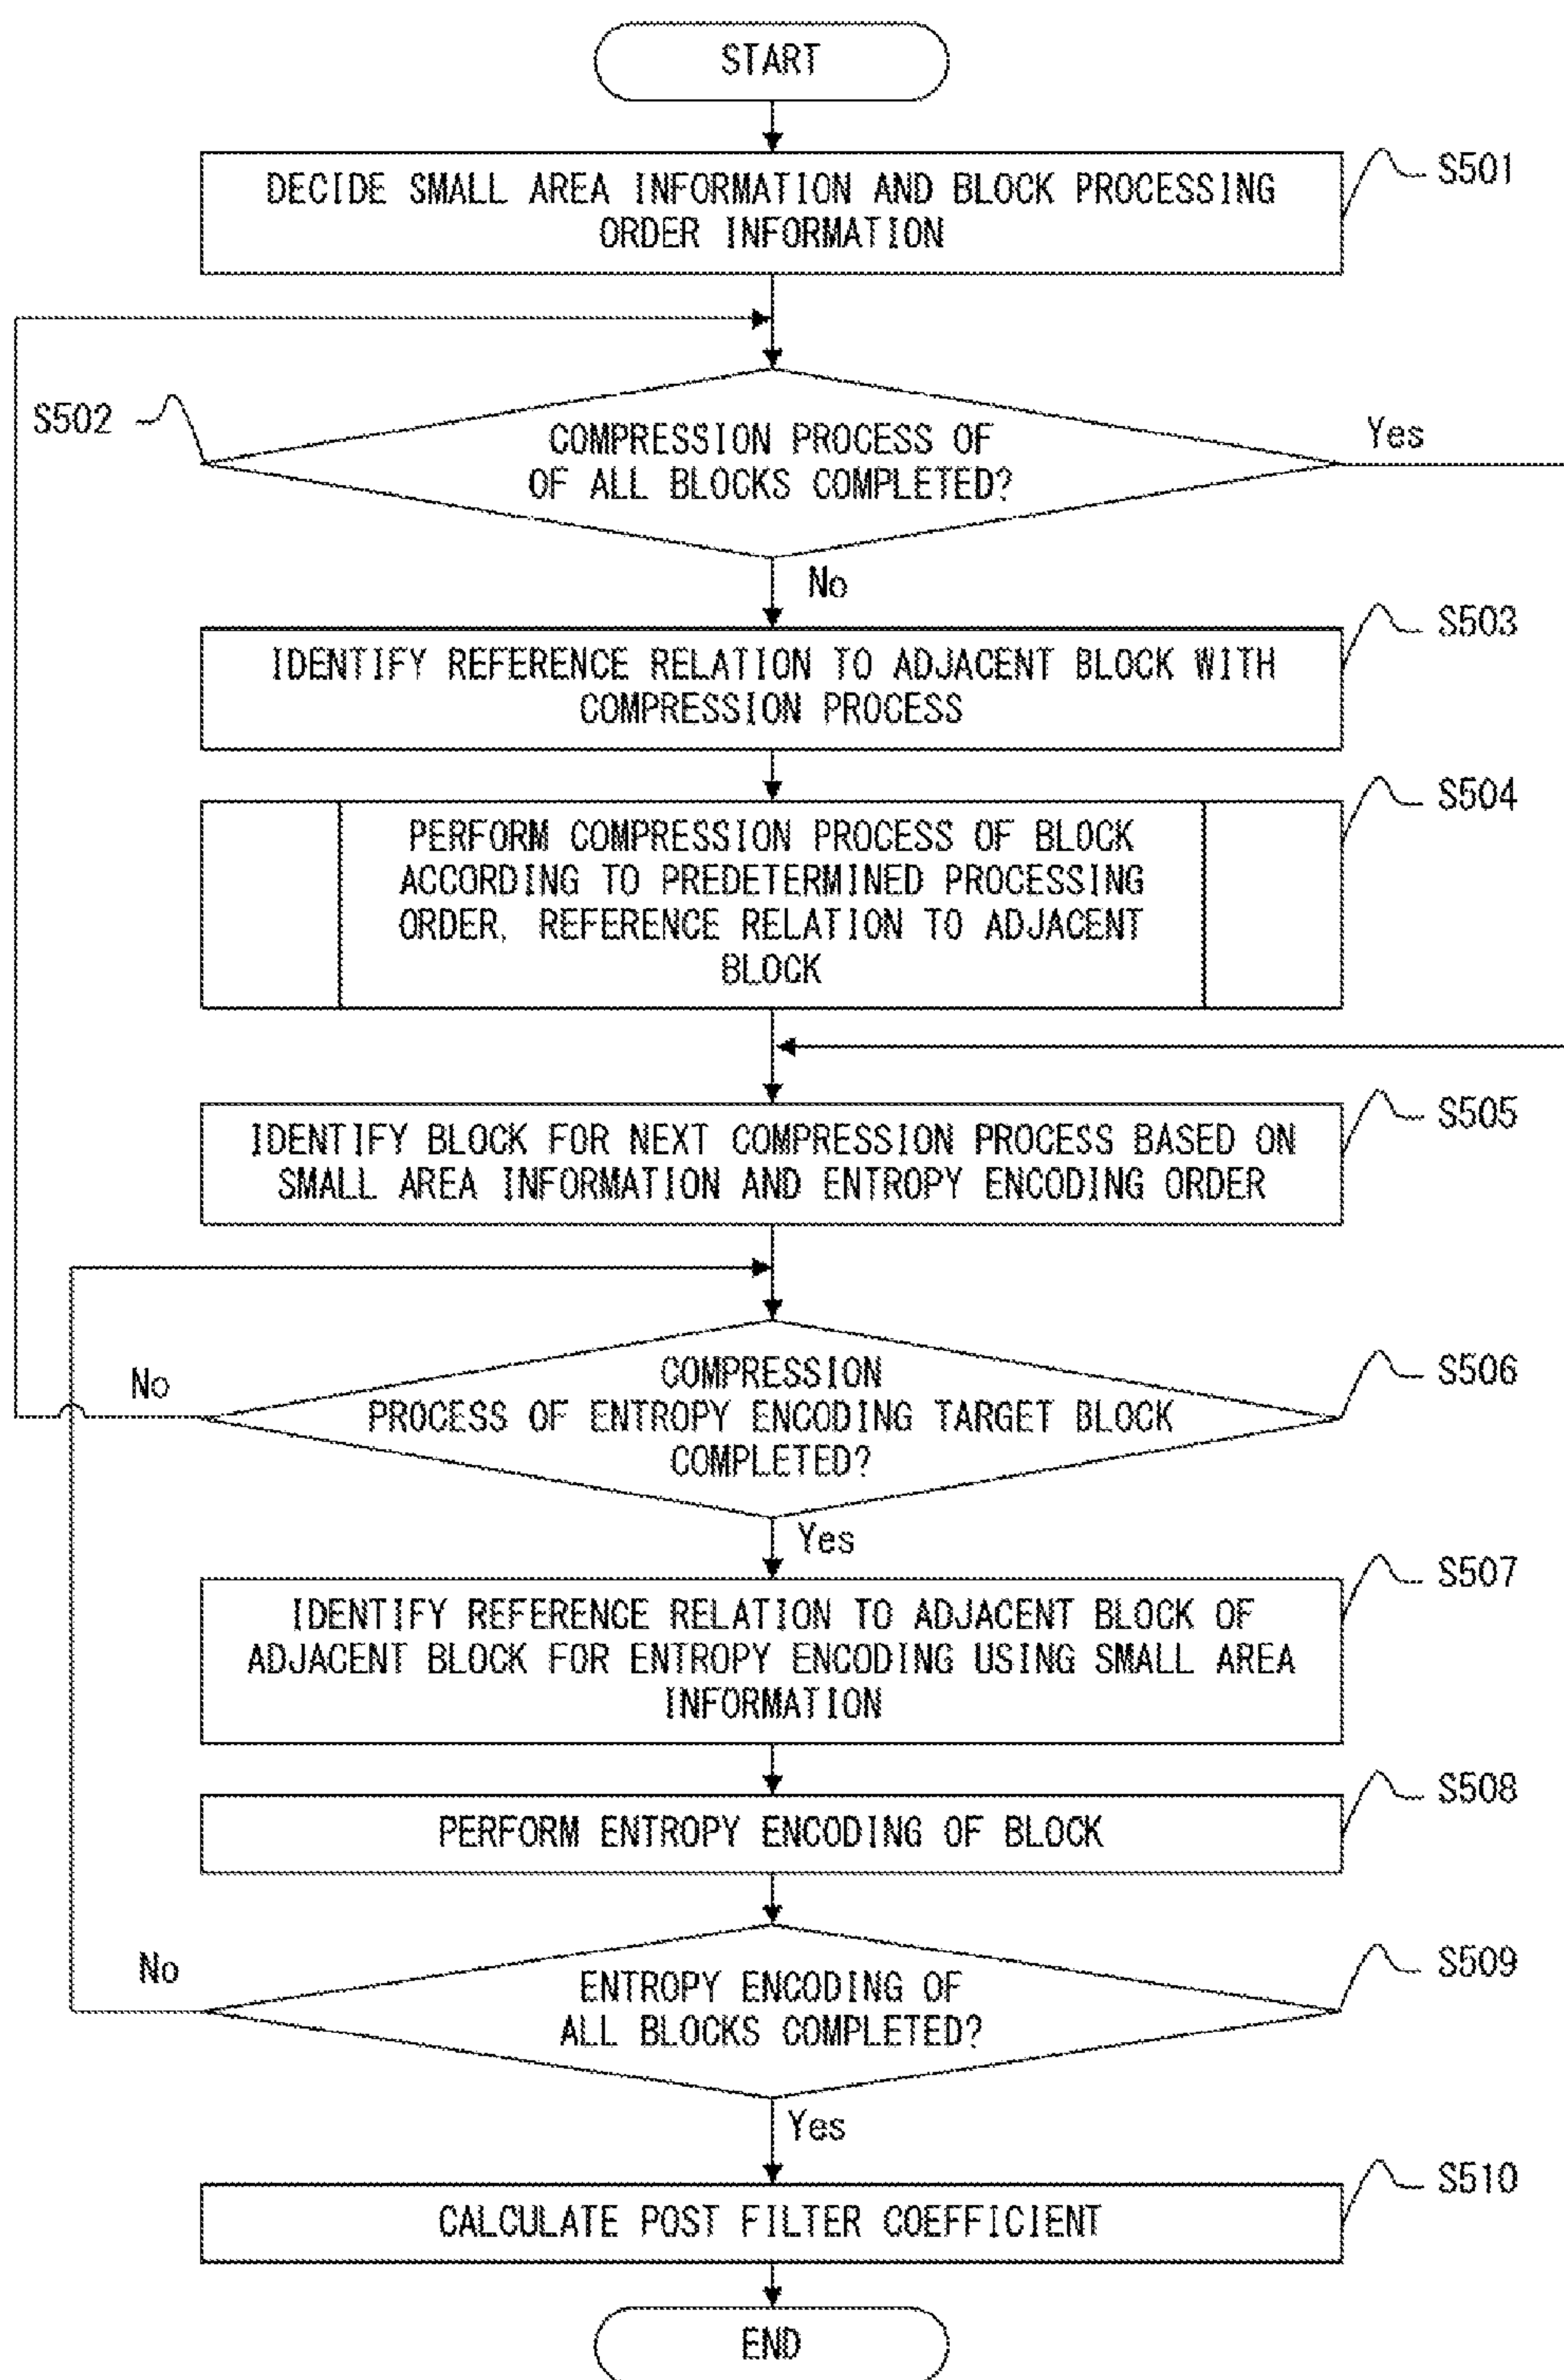 START
DECIDE SMALL AREA INFORMATION AND BLOCK PROCESSING
ORDER INFORMATION
S501
S502
COMPRESSION PROCESS OF
OF ALL BLOCKS COMPLETED?
Yes
No
S503
IDENTIFY REFERENCE RELATION TO ADJACENT BLOCK WITH
COMPRESSION PROCESS
S504
PERFORM COMPRESSION PROCESS OF BLOCK
ACCORDING TO PREDETERMINED PROCESSING
ORDER, REFERENCE RELATION TO ADJACENT
BLOCK
S505
IDENTIFY BLOCK FOR NEXT COMPRESSION PROCESS BASED ON
SMALL AREA INFORMATION AND ENTROPY ENCODING ORDER
No
COMPRESSION
PROCESS OF ENTROPY ENCODING TARGET BLOCK
COMPLETED?
S506
Yes
S507
IDENTIFY REFERENCE RELATION TO ADJACENT BLOCK OF
ADJACENT BLOCK FOR ENTROPY ENCODING USING SMALL AREA
INFORMATION
S508
PERFORM ENTROPY ENCODING OF BLOCK
No
S509
ENTROPY ENCODING OF
ALL BLOCKS COMPLETED?
Yes
S510
CALCULATE POST FILTER COEFFICIENT
END